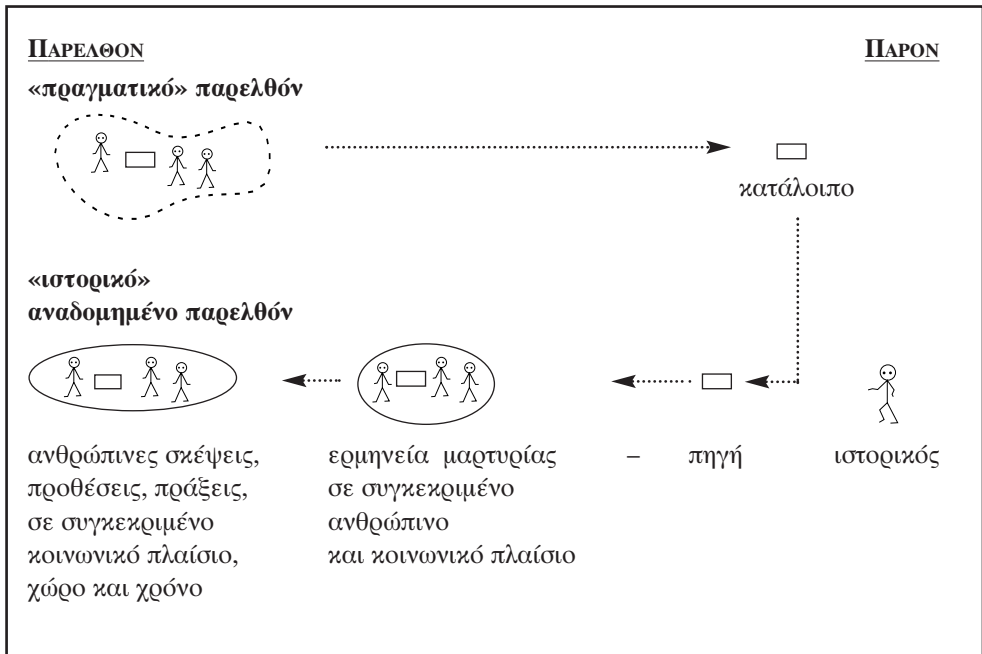 ΠΑΡΕΛΘΟΝ ΠΑΡΟΝ
«πραγματικό» παρελθόν
κατάλοιπο
«ιστορικό»
αναδομημένο παρελθόν
ανθρώπινες σκέψεις,
προθέσεις, πράξεις,
σε συγκεκριμένο
κοινωνικό πλαίσιο,
χώρο και χρόνο
ερμηνεία μαρτυρίας – πηγή ιστορικός
σε συγκεκριμένο
ανθρώπινο
και κοινωνικό πλαίσιο